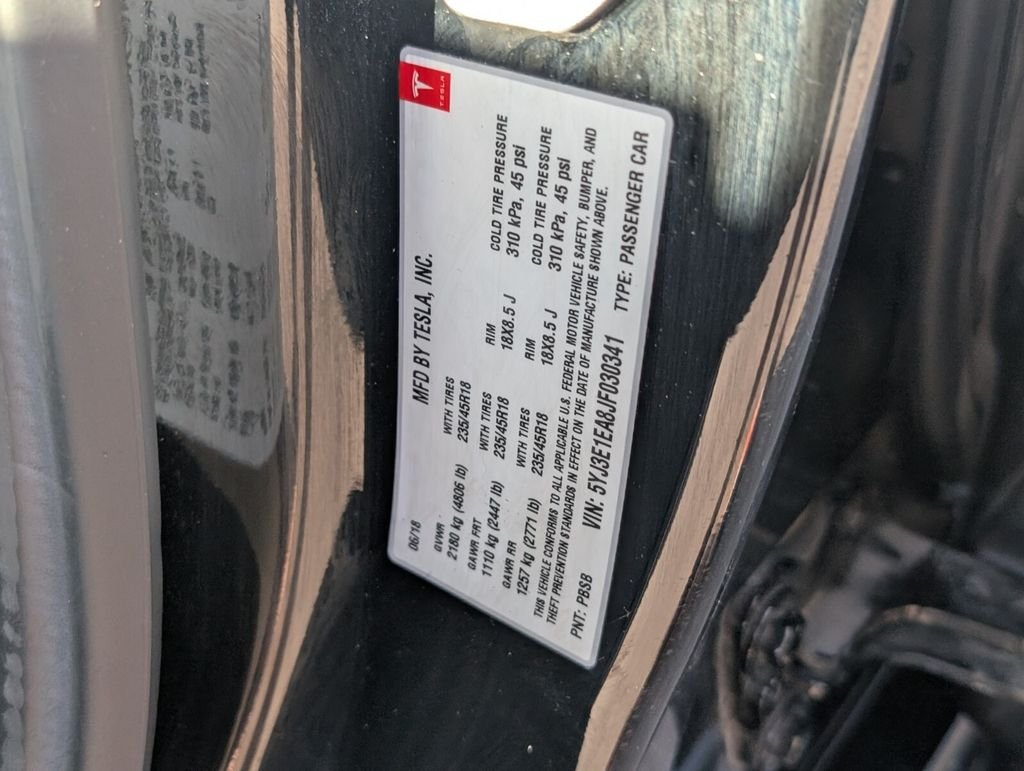 TESLA
MFD BY TESLA, INC.
06/18
GVWR WITH TIRES
2180 kg (4806 lb) 235/45R18
GAWR FRT WITH TIRES RIM COLD TIRE PRESSURE
1110 kg (2447 lb) 235/45R18 18X8.5 J 310 kPa, 45 psi
GAWR RR WITH TIRES RIM COLD TIRE PRESSURE
1257 kg (2771 lb) 235/45R18 18X8.5 J 310 kPa, 45 psi
THIS VEHICLE CONFORMS TO ALL APPLICABLE U.S. FEDERAL MOTOR VEHICLE SAFETY, BUMPER, AND
THEFT PREVENTION STANDARDS IN EFFECT ON THE DATE OF MANUFACTURE SHOWN ABOVE.
PNT: PBSB VIN: 5YJ3E1EA8JF030341 TYPE: PASSENGER CAR